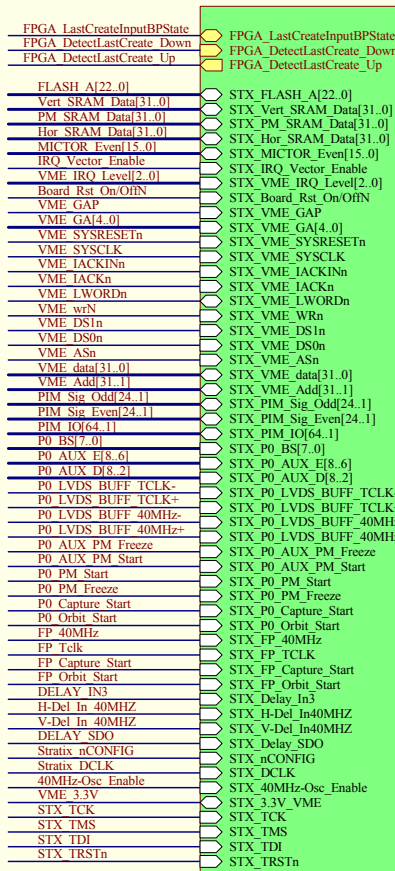 FPGA_LastCreateInputBPState FPGA_LastCreateInputBPState
FPGA_DetectLastCreate_Down FPGA_DetectLastCreate_Down
FPGA_DetectLastCreate_Up FPGA_DetectLastCreate_Up
FLASH_A[22..0] STX_FLASH_A[22..0]
Vert_SRAM_Data[31..0] STX_Vert_SRAM_Data[31..0]
PM_SRAM_Data[31..0] STX_PM_SRAM_Data[31..0]
Hor_SRAM_Data[31..0] STX_Hor_SRAM_Data[31..0]
MICTOR_Even[15..0] STX_MICTOR_Even[15..0]
IRQ_Vector_Enable STX_IRQ_Vector_Enable
VME_IRQ_Level[2..0] STX_VME_IRQ_Level[2..0]
Board_Rst_On/OffN STX_Board_Rst_On/OffN
VME_GAP STX_VME_GAP
VME_GA[4..0] STX_VME_GA[4..0]
VME_SYSRESETn STX_VME_SYSRESETn
VME_SYSCLK STX_VME_SYSCLK
VME_IACKINn STX_VME_IACKINn
VME_IACKn STX_VME_IACKn
VME_LWORDn STX_VME_LWORDn
VME_wrN STX_VME_WRn
VME_DS1n STX_VME_DS1n
VME_DS0n STX_VME_DS0n
VME_ASn STX_VME_ASn
VME_data[31..0] STX_VME_data[31..0]
VME_Add[31..1] STX_VME_Add[31..1]
PIM_Sig_Odd[24..1] STX_PIM_Sig_Odd[24..1]
PIM_Sig_Even[24..1] STX_PIM_Sig_Even[24..1]
PIM_IO[64..1] STX_PIM_IO[64..1]
P0_BS[7..0] STX_P0_BS[7..0]
P0_AUX_E[8..6] STX_P0_AUX_E[8..6]
P0_AUX_D[8..2] STX_P0_AUX_D[8..2]
P0_LVDS_BUFF_TCLK- STX_P0_LVDS_BUFF_TCLK-
P0_LVDS_BUFF_TCLK+ STX_P0_LVDS_BUFF_TCLK+
P0_LVDS_BUFF_40MHz- STX_P0_LVDS_BUFF_40MHz
P0_LVDS_BUFF_40MHz+ STX_P0_LVDS_BUFF_40MHz
P0_AUX_PM_Freeze STX_P0_AUX_PM_Freeze
P0_AUX_PM_Start STX_P0_AUX_PM_Start
P0_PM_Start STX_P0_PM_Start
P0_PM_Freeze STX_P0_PM_Freeze
P0_Capture_Start STX_P0_Capture_Start
P0_Orbit_Start STX_P0_Orbit_Start
FP_40MHz STX_FP_40MHz
FP_Tclk STX_FP_TCLK
FP_Capture_Start STX_FP_Capture_Start
FP_Orbit_Start STX_FP_Orbit_Start
DELAY_IN3 STX_Delay_In3
H-Del_In_40MHZ STX_H-Del_In40MHZ
V-Del_In_40MHZ STX_V-Del_In40MHZ
DELAY_SDO STX_Delay_SDO
Stratix_nCONFIG STX_nCONFIG
Stratix_DCLK STX_DCLK
40MHz-Osc_Enable STX_40MHz-Osc_Enable
VME_3.3V STX_3.3V_VME
STX_TCK STX_TCK
STX_TMS STX_TMS
STX_TDI STX_TDI
STX_TRSTn STX_TRSTn